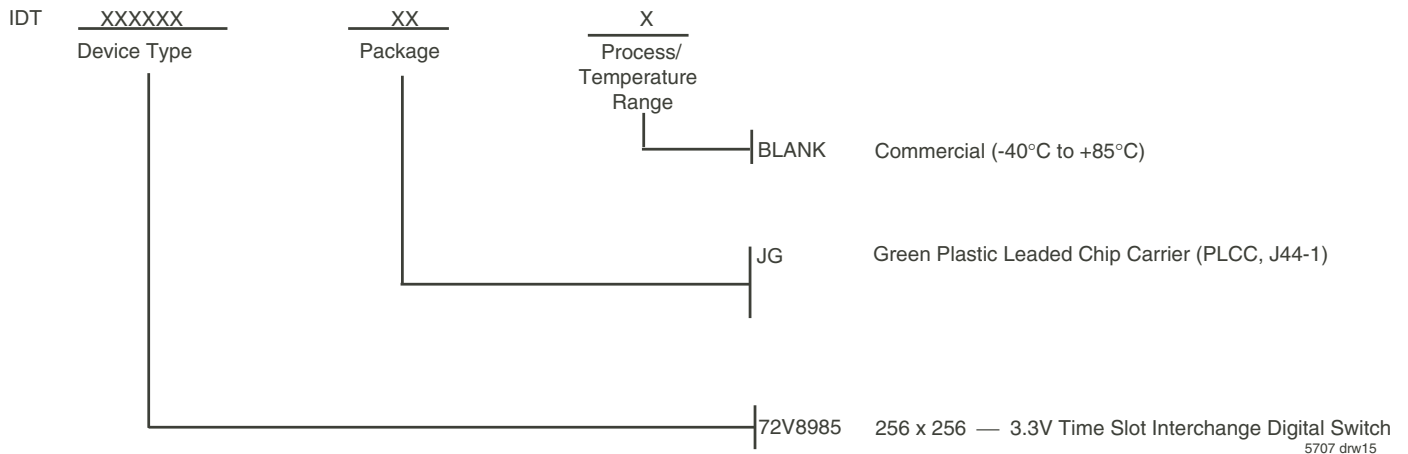 IDT XXXXXX XX X
Device Type Package Process/
Temperature
Range
BLANK Commercial (-40°C to +85°C)
JG Green Plastic Leaded Chip Carrier (PLCC, J44-1)
72V8985 256 x 256 — 3.3V Time Slot Interchange Digital Switch
5707 drw15